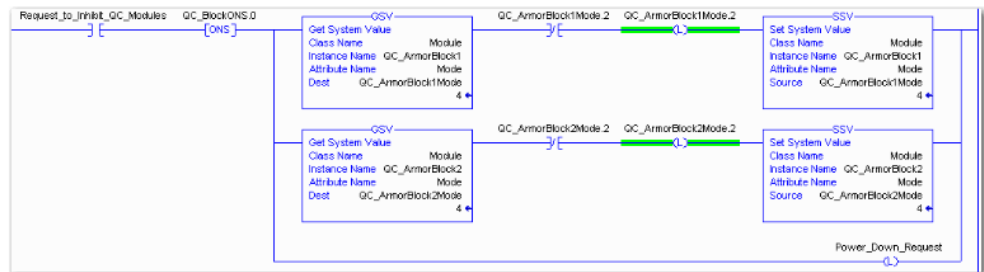 Request_to_Inhibit_QC_Modules
QC_BlockONS.0
ONS
GSV
Get System Value
Class Name Module
Instance Name QC_ArmorBlock1
Attribute Name Mode
Dest QC_ArmorBlock1Mode
4
QC_ArmorBlock1Mode.2
QC_ArmorBlock1Mode.2
L
SSV
Set System Value
Class Name Module
Instance Name QC_ArmorBlock1
Attribute Name Mode
Source QC_ArmorBlock1Mode
4
GSV
Get System Value
Class Name Module
Instance Name QC_ArmorBlock2
Attribute Name Mode
Dest QC_ArmorBlock2Mode
4
QC_ArmorBlock2Mode.2
QC_ArmorBlock2Mode.2
L
SSV
Set System Value
Class Name Module
Instance Name QC_ArmorBlock2
Attribute Name Mode
Source QC_ArmorBlock2Mode
4
Power_Down_Request
L